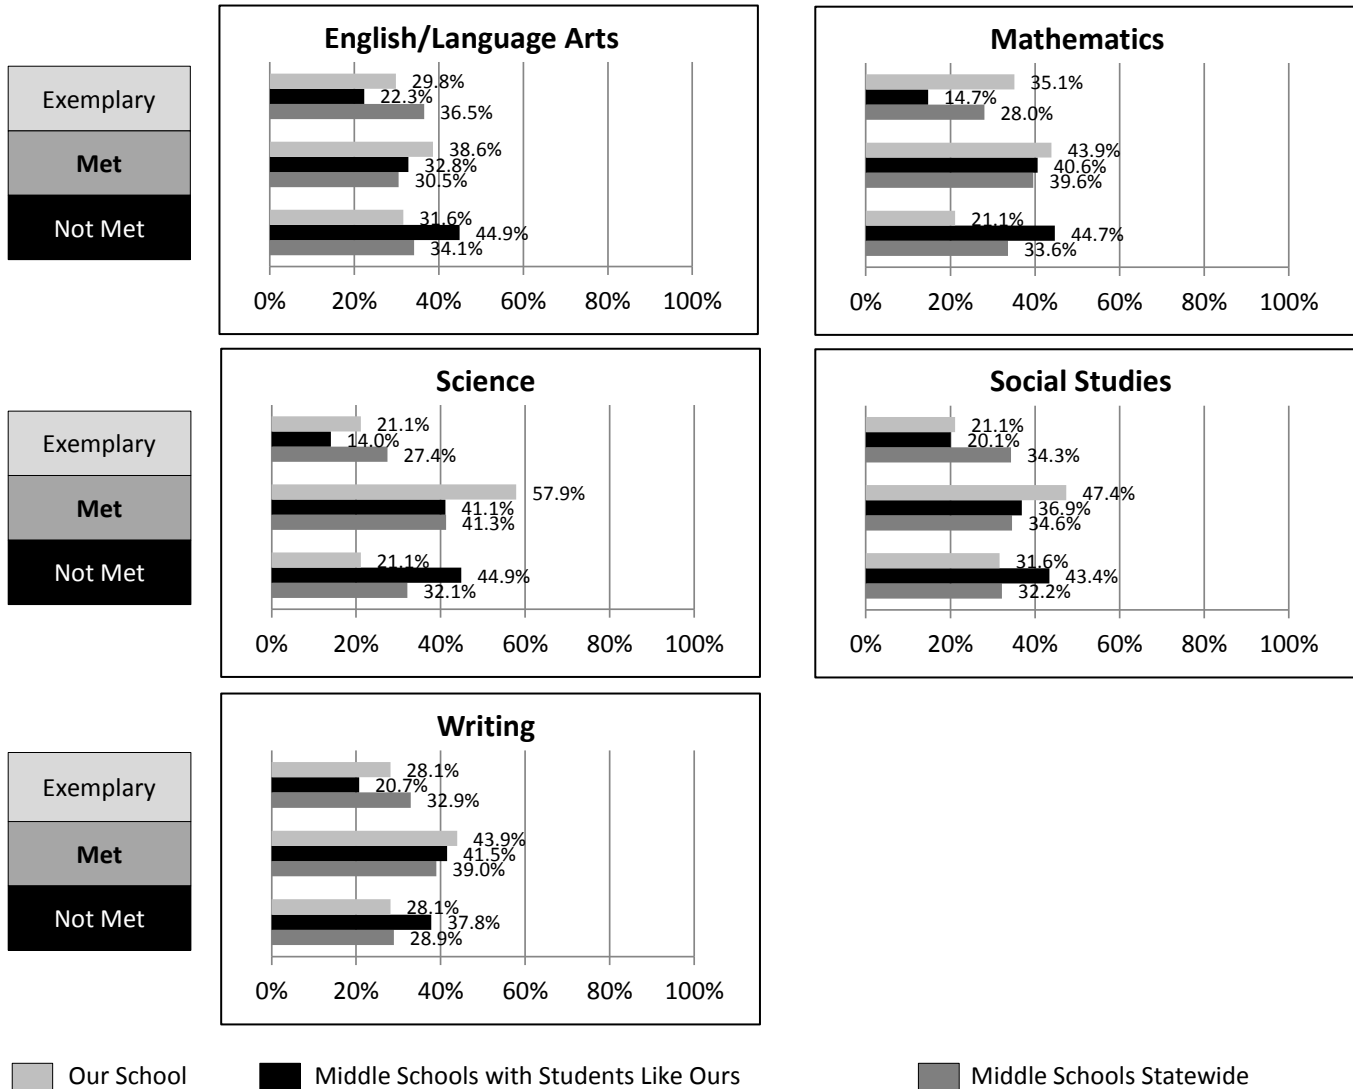 English/Language Arts
Exemplary
Met
Not Met
29.8%
22.3%
36.5%
38.6%
32.8%
30.5%
31.6%
44.9%
34.1%
0% 20% 40% 60% 80% 100%
Mathematics
35.1%
14.7%
28.0%
43.9%
40.6%
39.6%
21.1%
44.7%
33.6%
0% 20% 40% 60% 80% 100%
Science
Exemplary
Met
Not Met
21.1%
14.0%
27.4%
57.9%
41.1%
41.3%
21.1%
44.9%
32.1%
0% 20% 40% 60% 80% 100%
Social Studies
21.1%
20.1%
34.3%
47.4%
36.9%
34.6%
31.6%
43.4%
32.2%
0% 20% 40% 60% 80% 100%
Writing
Exemplary
Met
Not Met
28.1%
20.7%
32.9%
43.9%
41.5%
39.0%
28.1%
37.8%
28.9%
0% 20% 40% 60% 80% 100%
Our School
Middle Schools with Students Like Ours
Middle Schools Statewide